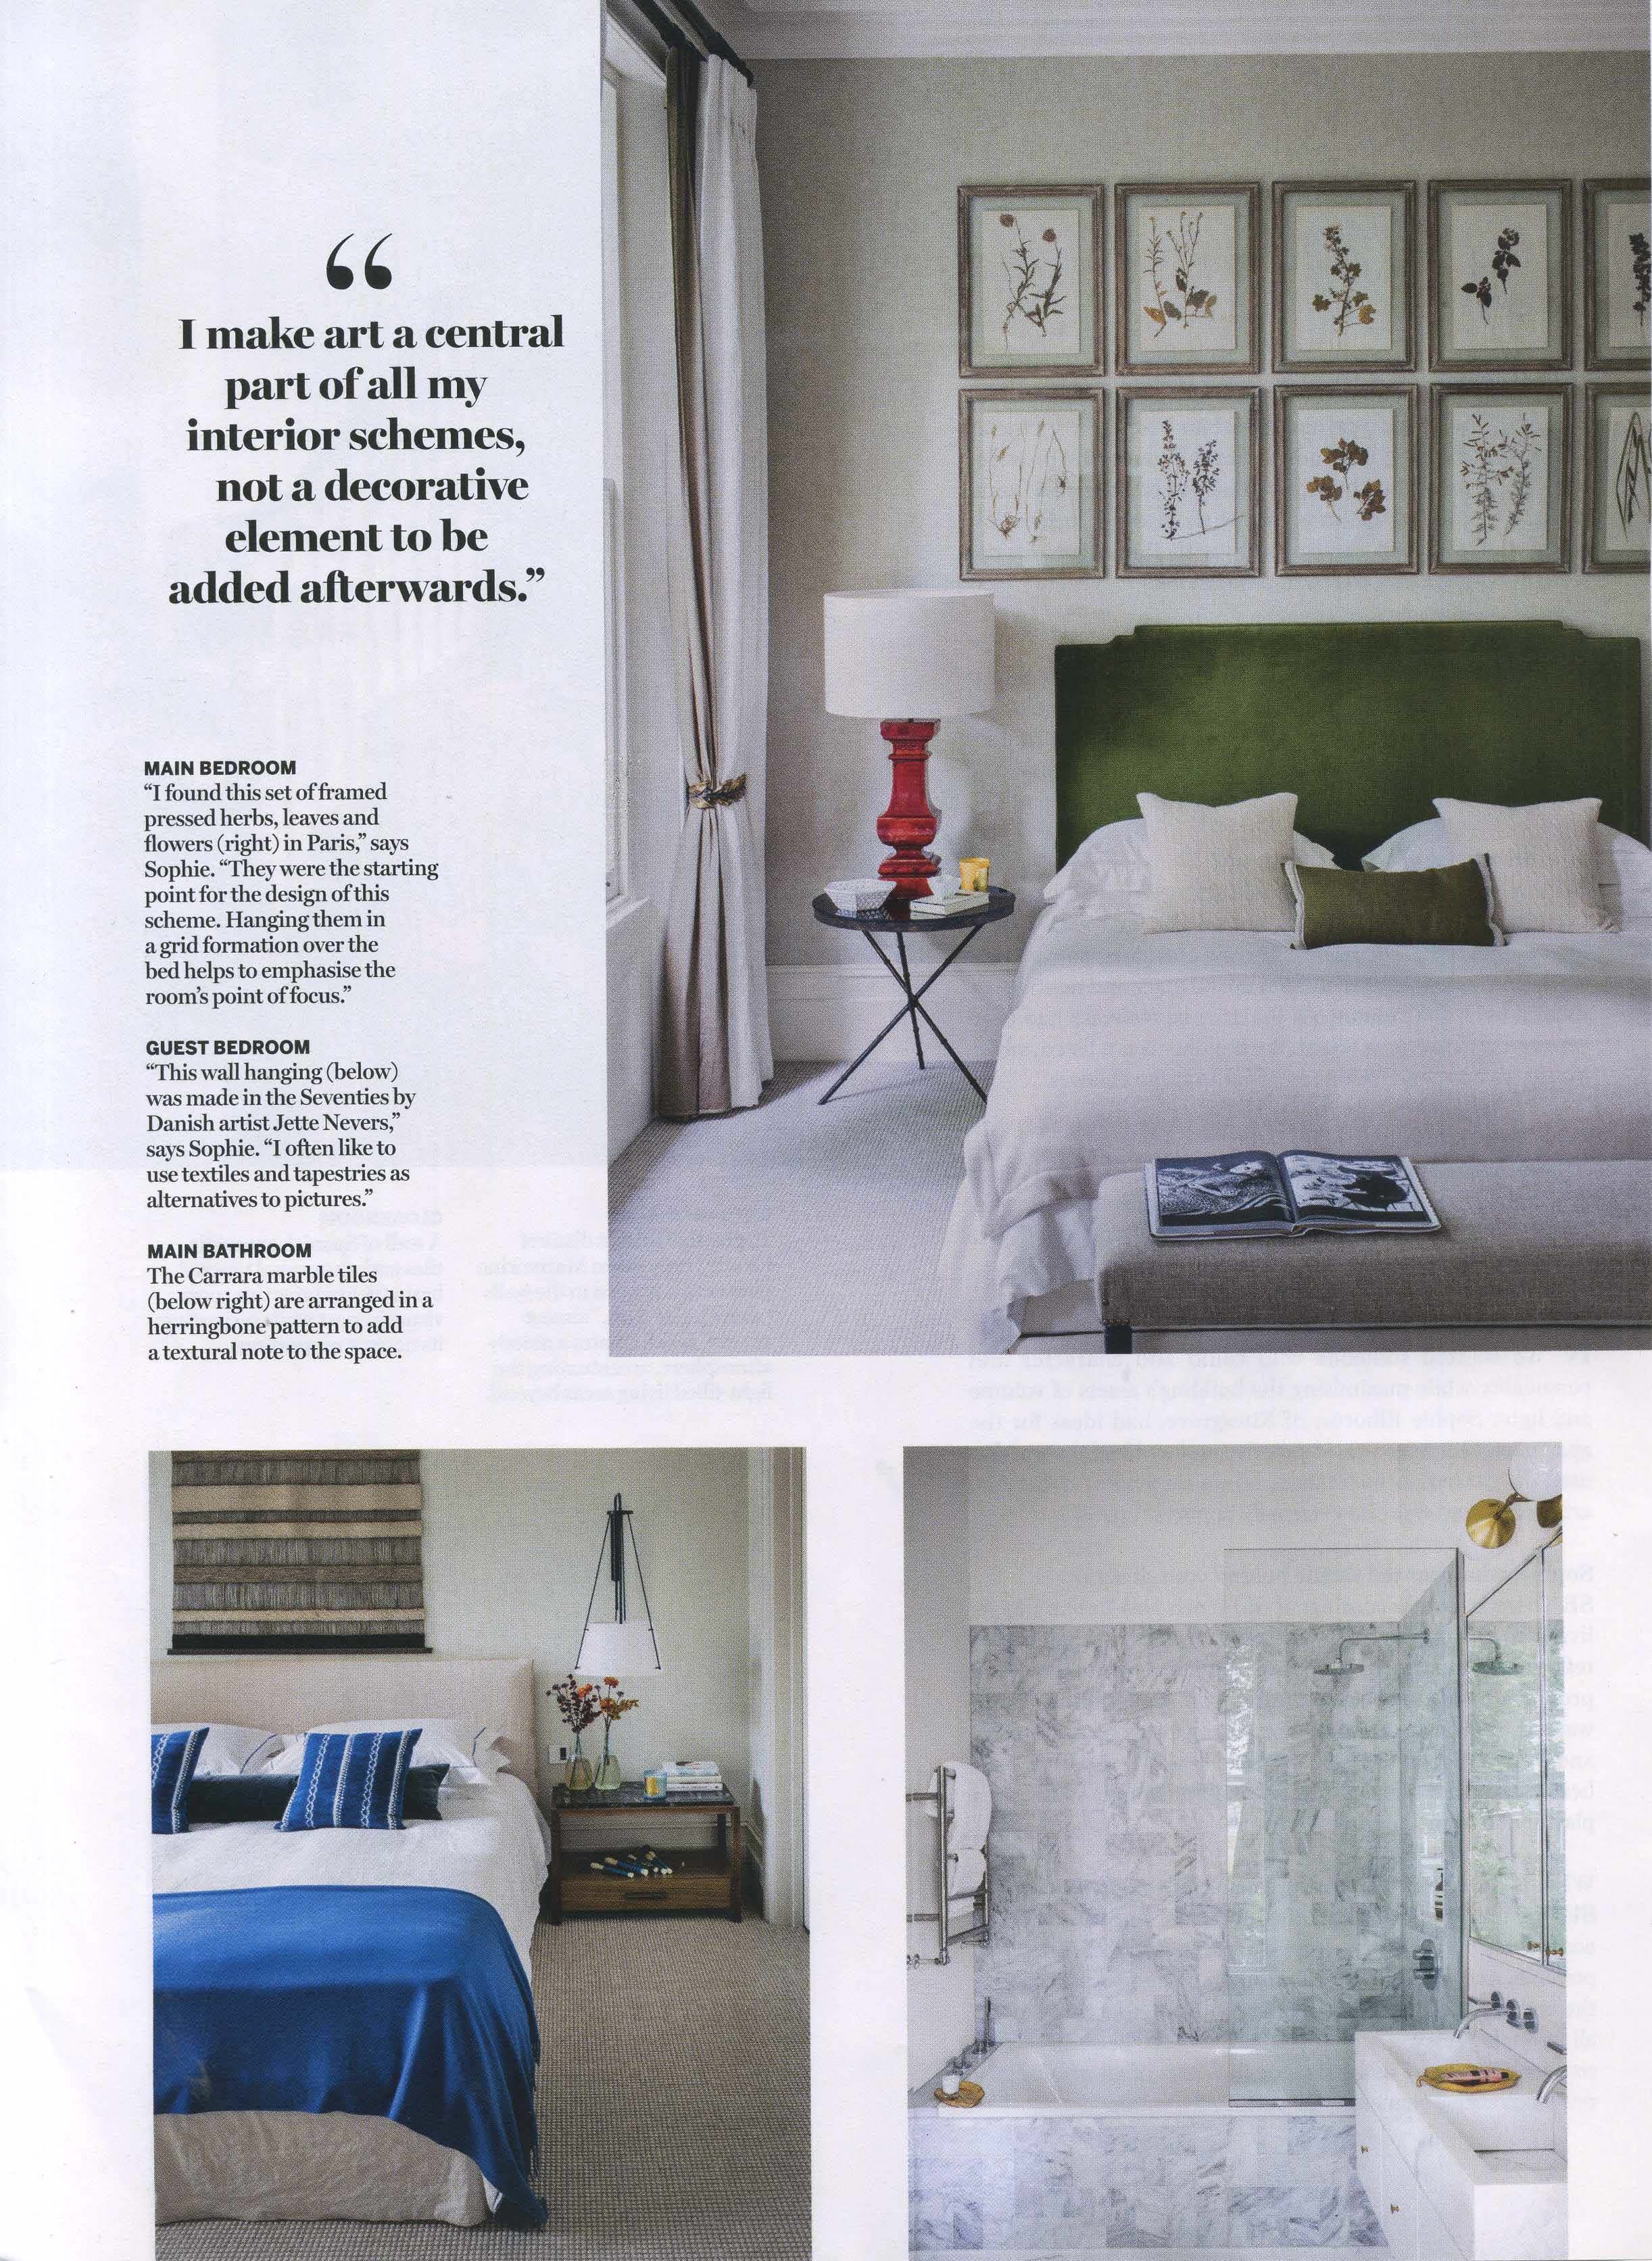 “
I make art a central
part of all my
interior schemes,
not a decorative
element to be
added afterwards.”
MAIN BEDROOM
“I found this set of framed
pressed herbs, leaves and
flowers (right) in Paris,” says
Sophie. “They were the starting
point for the design of this
scheme. Hanging them in
a grid formation over the
bed helps to emphasise the
room’s point of focus.”
GUEST BEDROOM
“This wall hanging (below)
was made in the Seventies by
Danish artist Jette Nevers,”
says Sophie. “I often like to
use textiles and tapestries as
alternatives to pictures.”
MAIN BATHROOM
The Carrara marble tiles
(below right) are arranged in a
herringbone pattern to add
a textural note to the space.